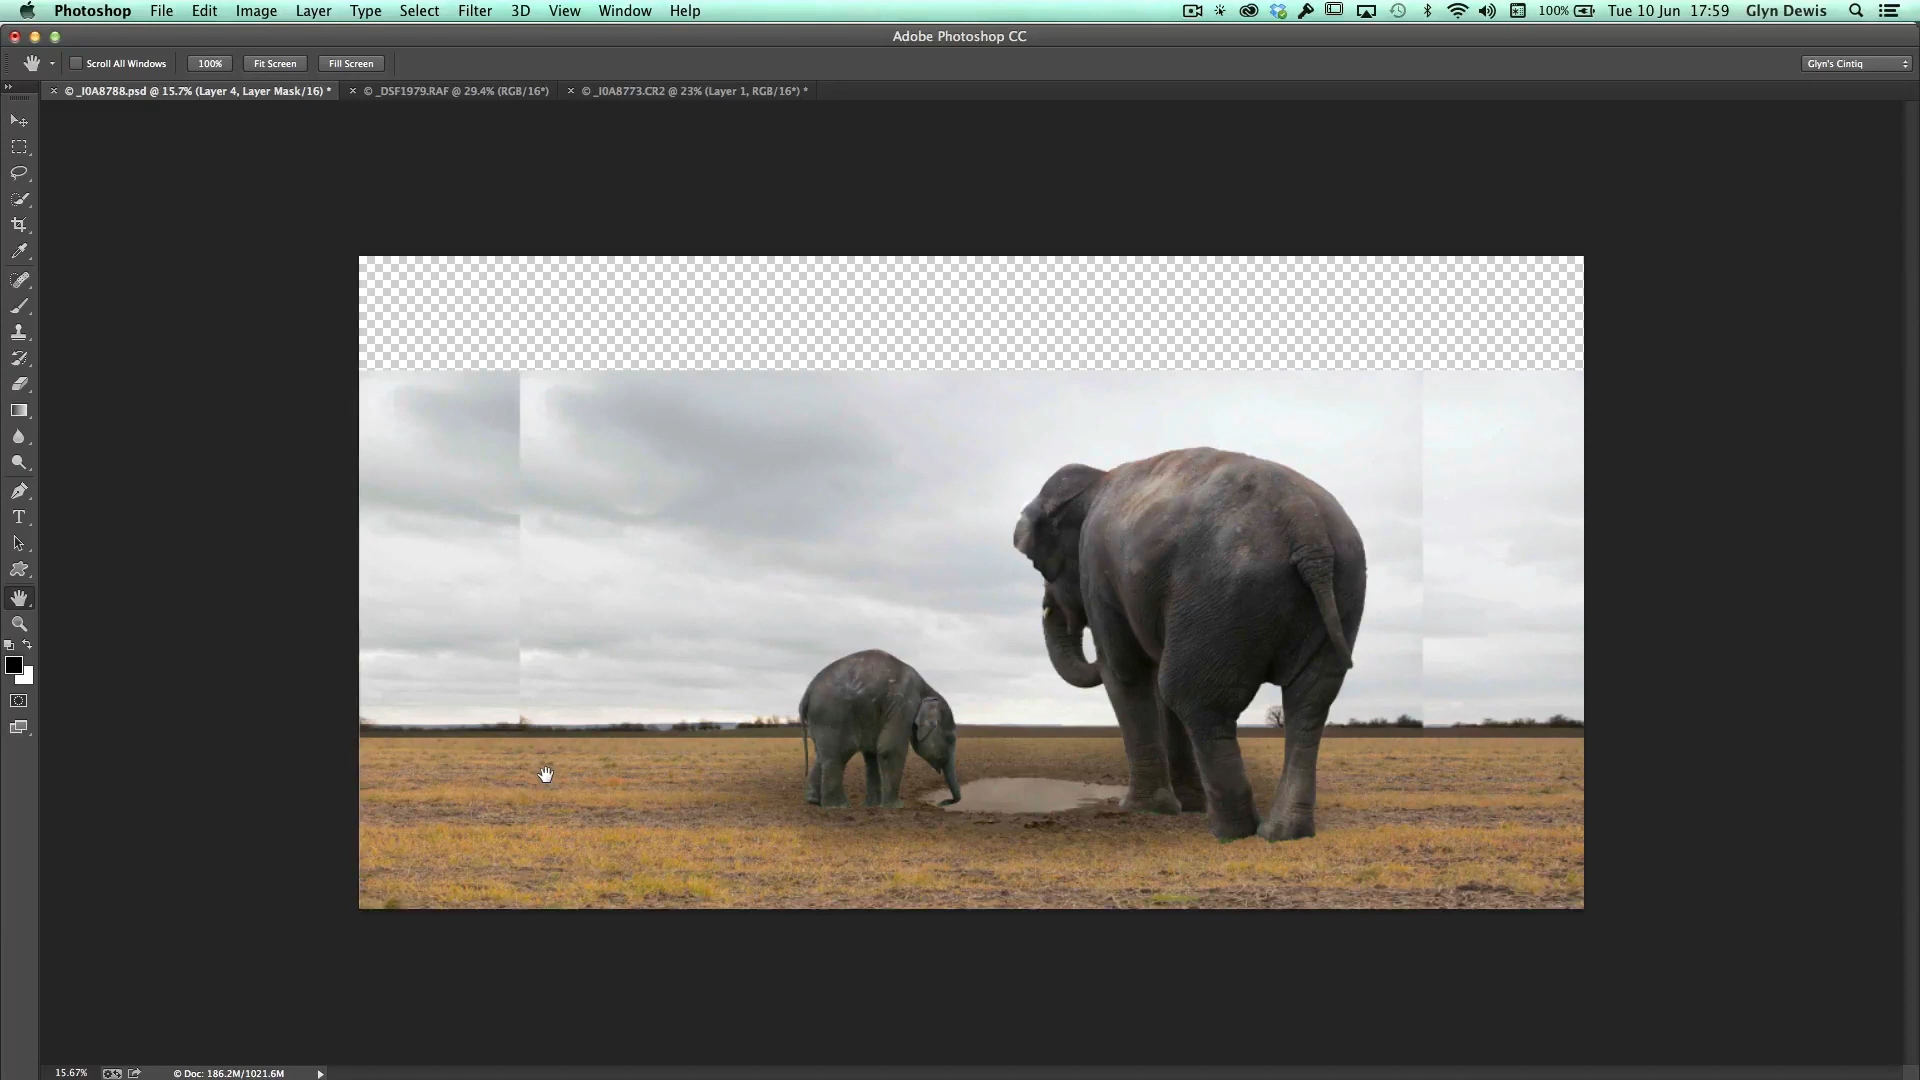 Photoshop File Edit Image Layer Type Select Filter 3D View Window Help 100% Tue 10 Jun 17:59 Glyn Dewis
Adobe Photoshop CC
Scroll All Windows 100% Fit Screen Fill Screen Glyn's Cintiq
© _I0A8788.psd @ 15.7% (Layer 4, Layer Mask/16) * © _DSF1979.RAF @ 29.4% (RGB/16*) © _I0A8773.CR2 @ 23% (Layer 1, RGB/16*) *
T
15.67% © Doc: 186.2M/1021.6M